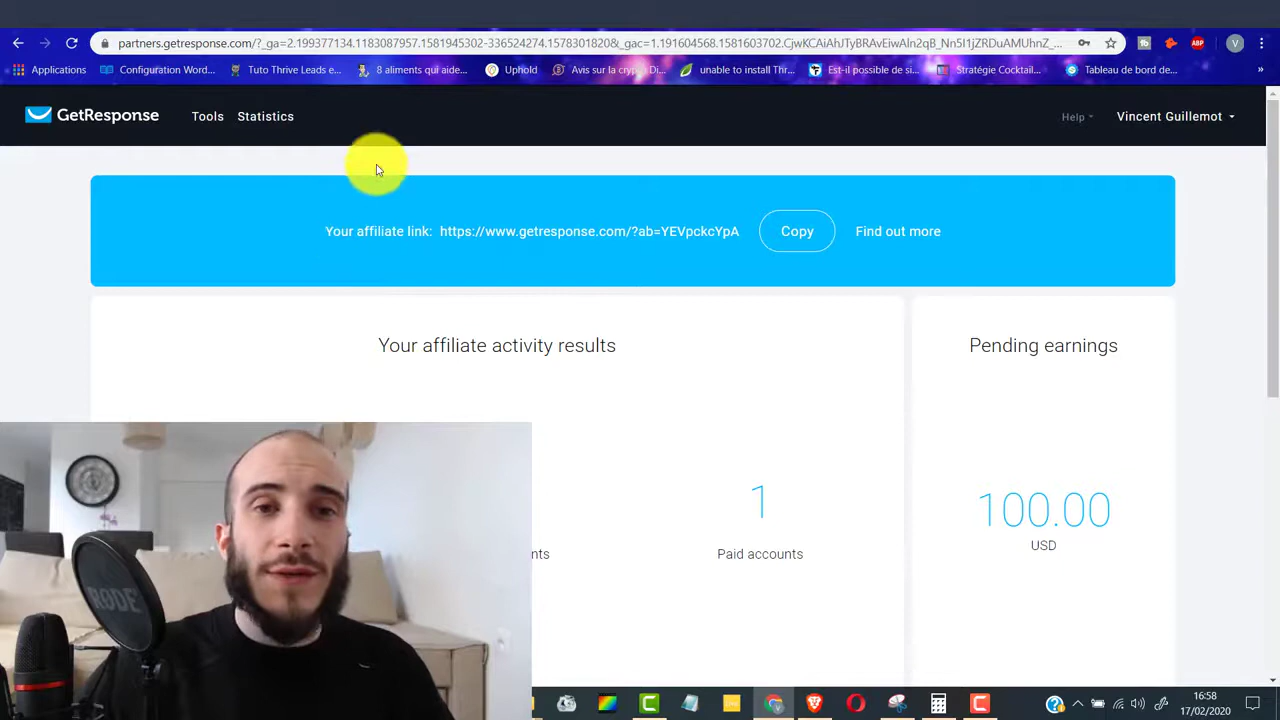 partners.getresponse.com/?_ga=2.199377134.1183087957.1581945302-336524274.1578301820&_gac=1.191604568.1581603702.CjwKCAiAhJTyBRAvEiwAln2qB_Nn5I1jZRDuAMUhnZ_...
Applications Configuration Word... Tuto Thrive Leads e... 8 aliments qui aide... Uphold Avis sur la crypto Di... unable to install Thr... Est-il possible de si... Stratégie Cocktail... Tableau de bord de... »
GetResponse Tools Statistics Help Vincent Guillemot
Your affiliate link: https://www.getresponse.com/?ab=YEVpckcYpA Copy Find out more
Your affiliate activity results
Pending earnings
1
100.00
nts
Paid accounts
USD
RØDE
16:58
17/02/2020